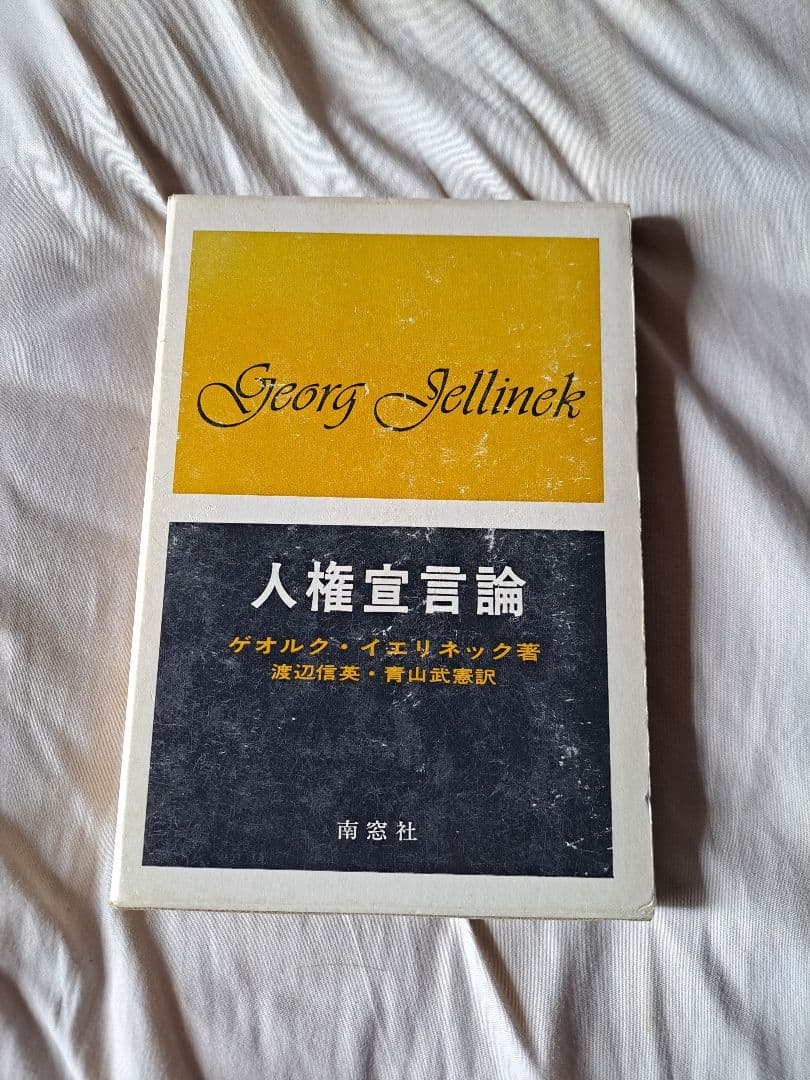 Georg Jellinek
人権宣言論
ゲオルク・イエリネック著
渡辺信英・青山武憲訳
南窓社